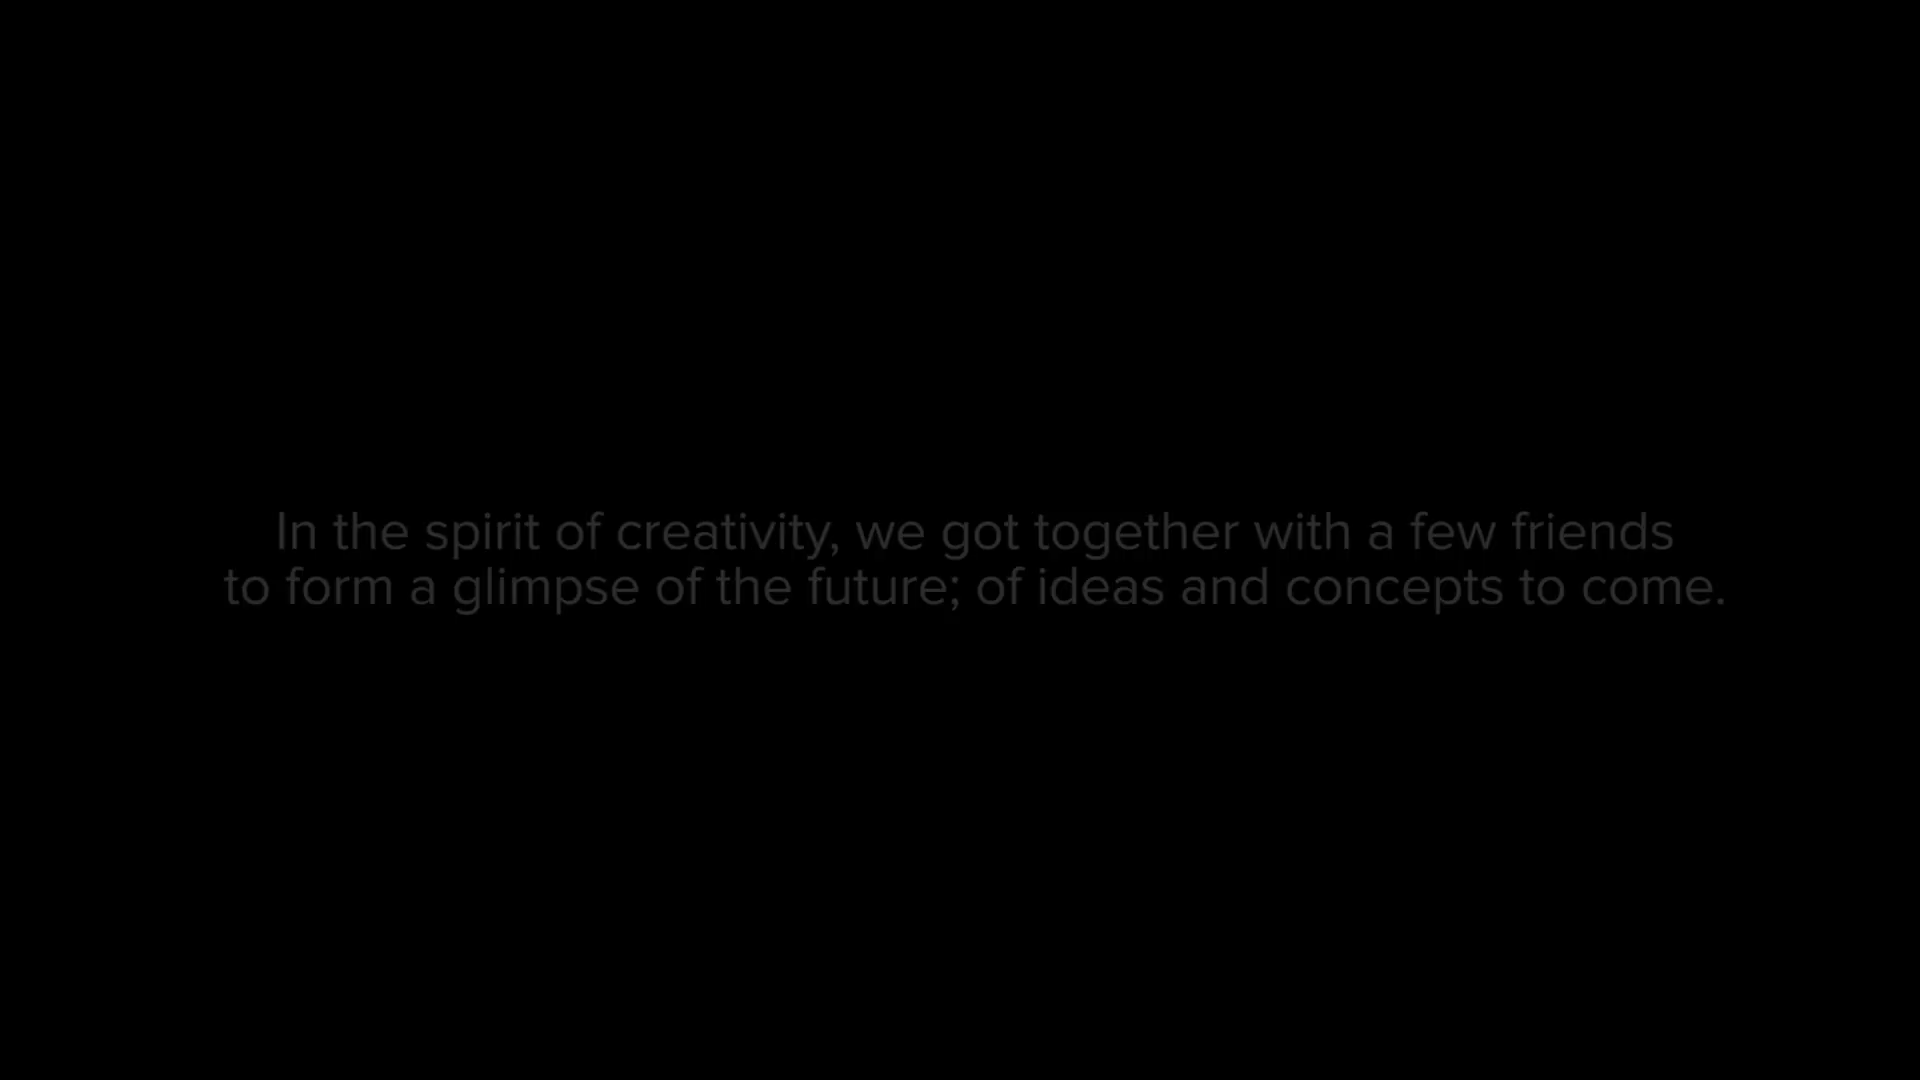 In the spirit of creativity, we got together with a few friends
to form a glimpse of the future; of ideas and concepts to come.